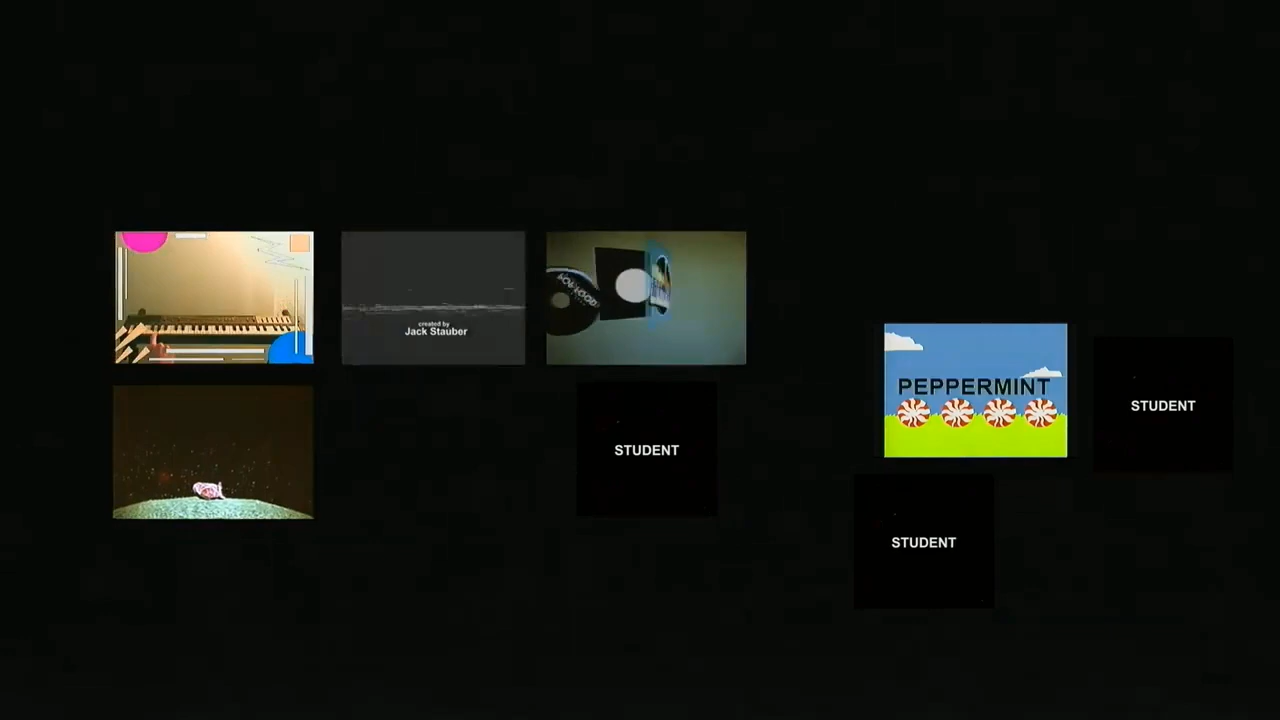 created by
Jack Stauber
PEPPERMINT
STUDENT
STUDENT
STUDENT